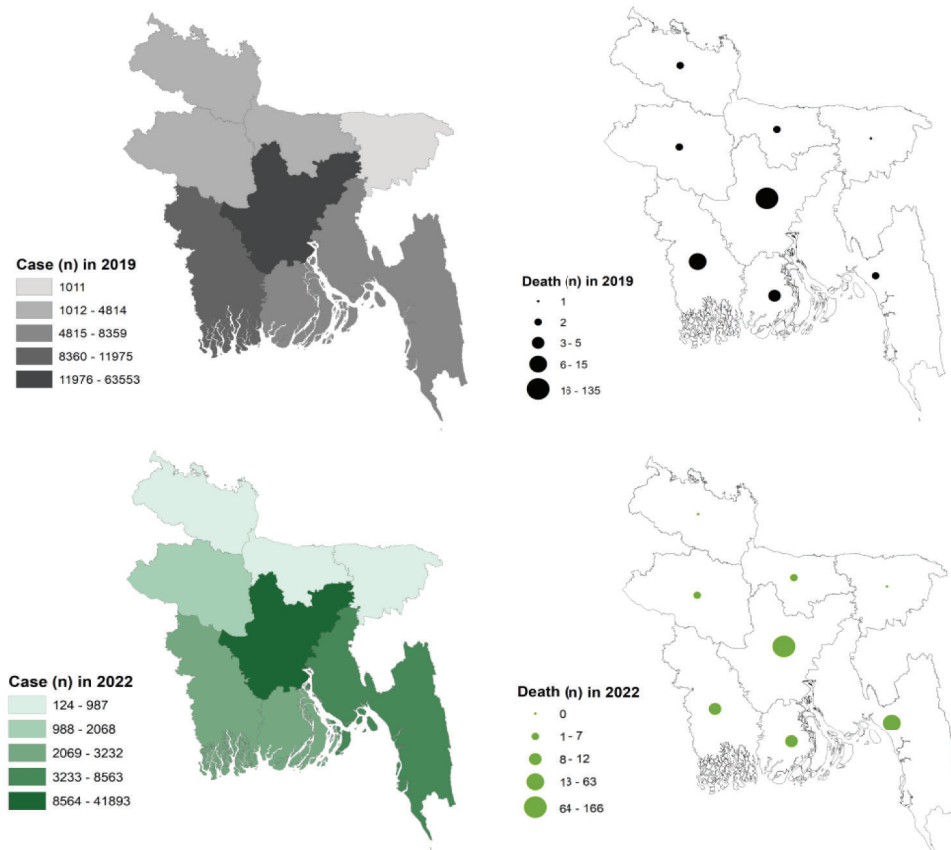 Case (n) in 2019
1011
1012 - 4814
4815 - 8359
8360 - 11975
11976 - 63553
Death (n) in 2019
1
2
3 - 5
6 - 15
16 - 135
Case (n) in 2022
124 - 987
988 - 2068
2069 - 3232
3233 - 8563
8564 - 41893
Death (n) in 2022
0
1 - 7
8 - 12
13 - 63
64 - 166